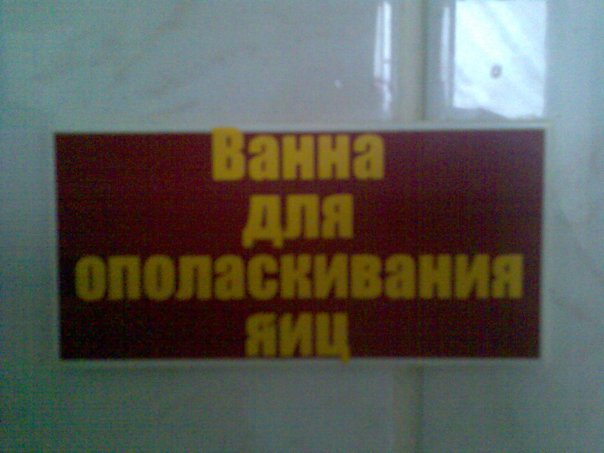 Ванна
для
ополаскивания
яиц